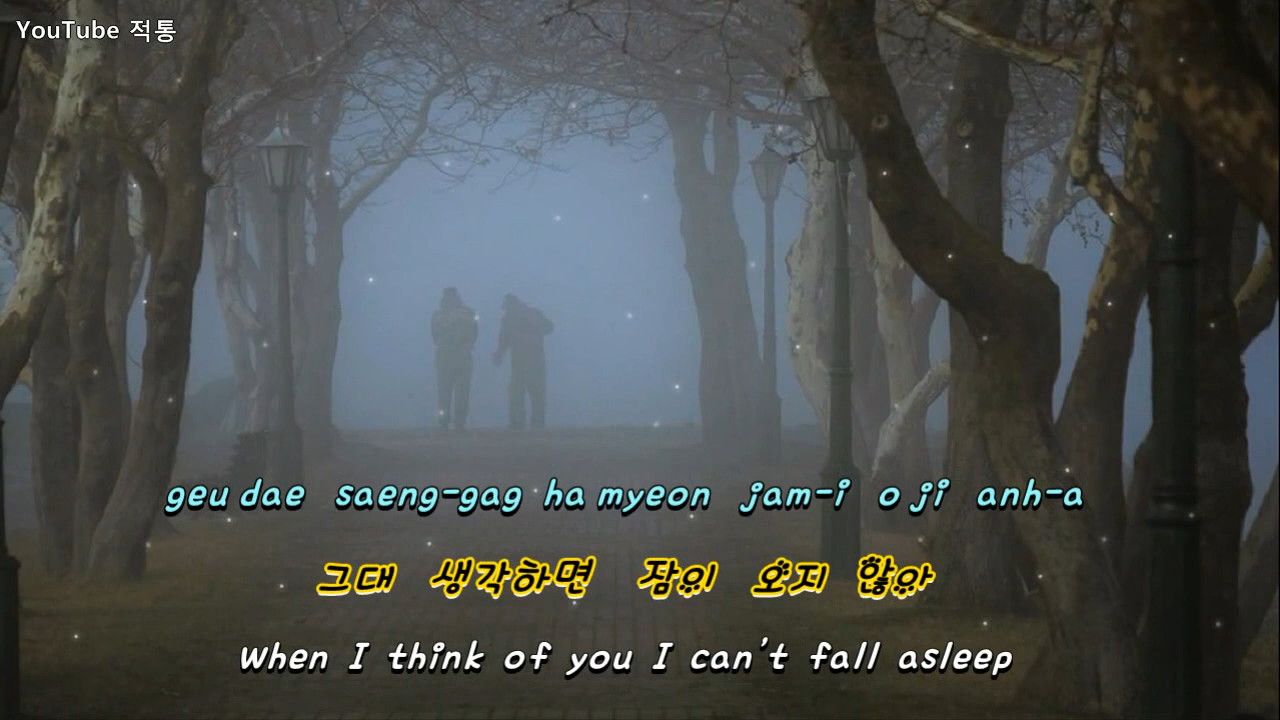 YouTube 적통
geu dae saeng-gag ha myeon jam-i o ji anh-a
그대 생각하면 잠이 오지 않아
When I think of you I can't fall asleep